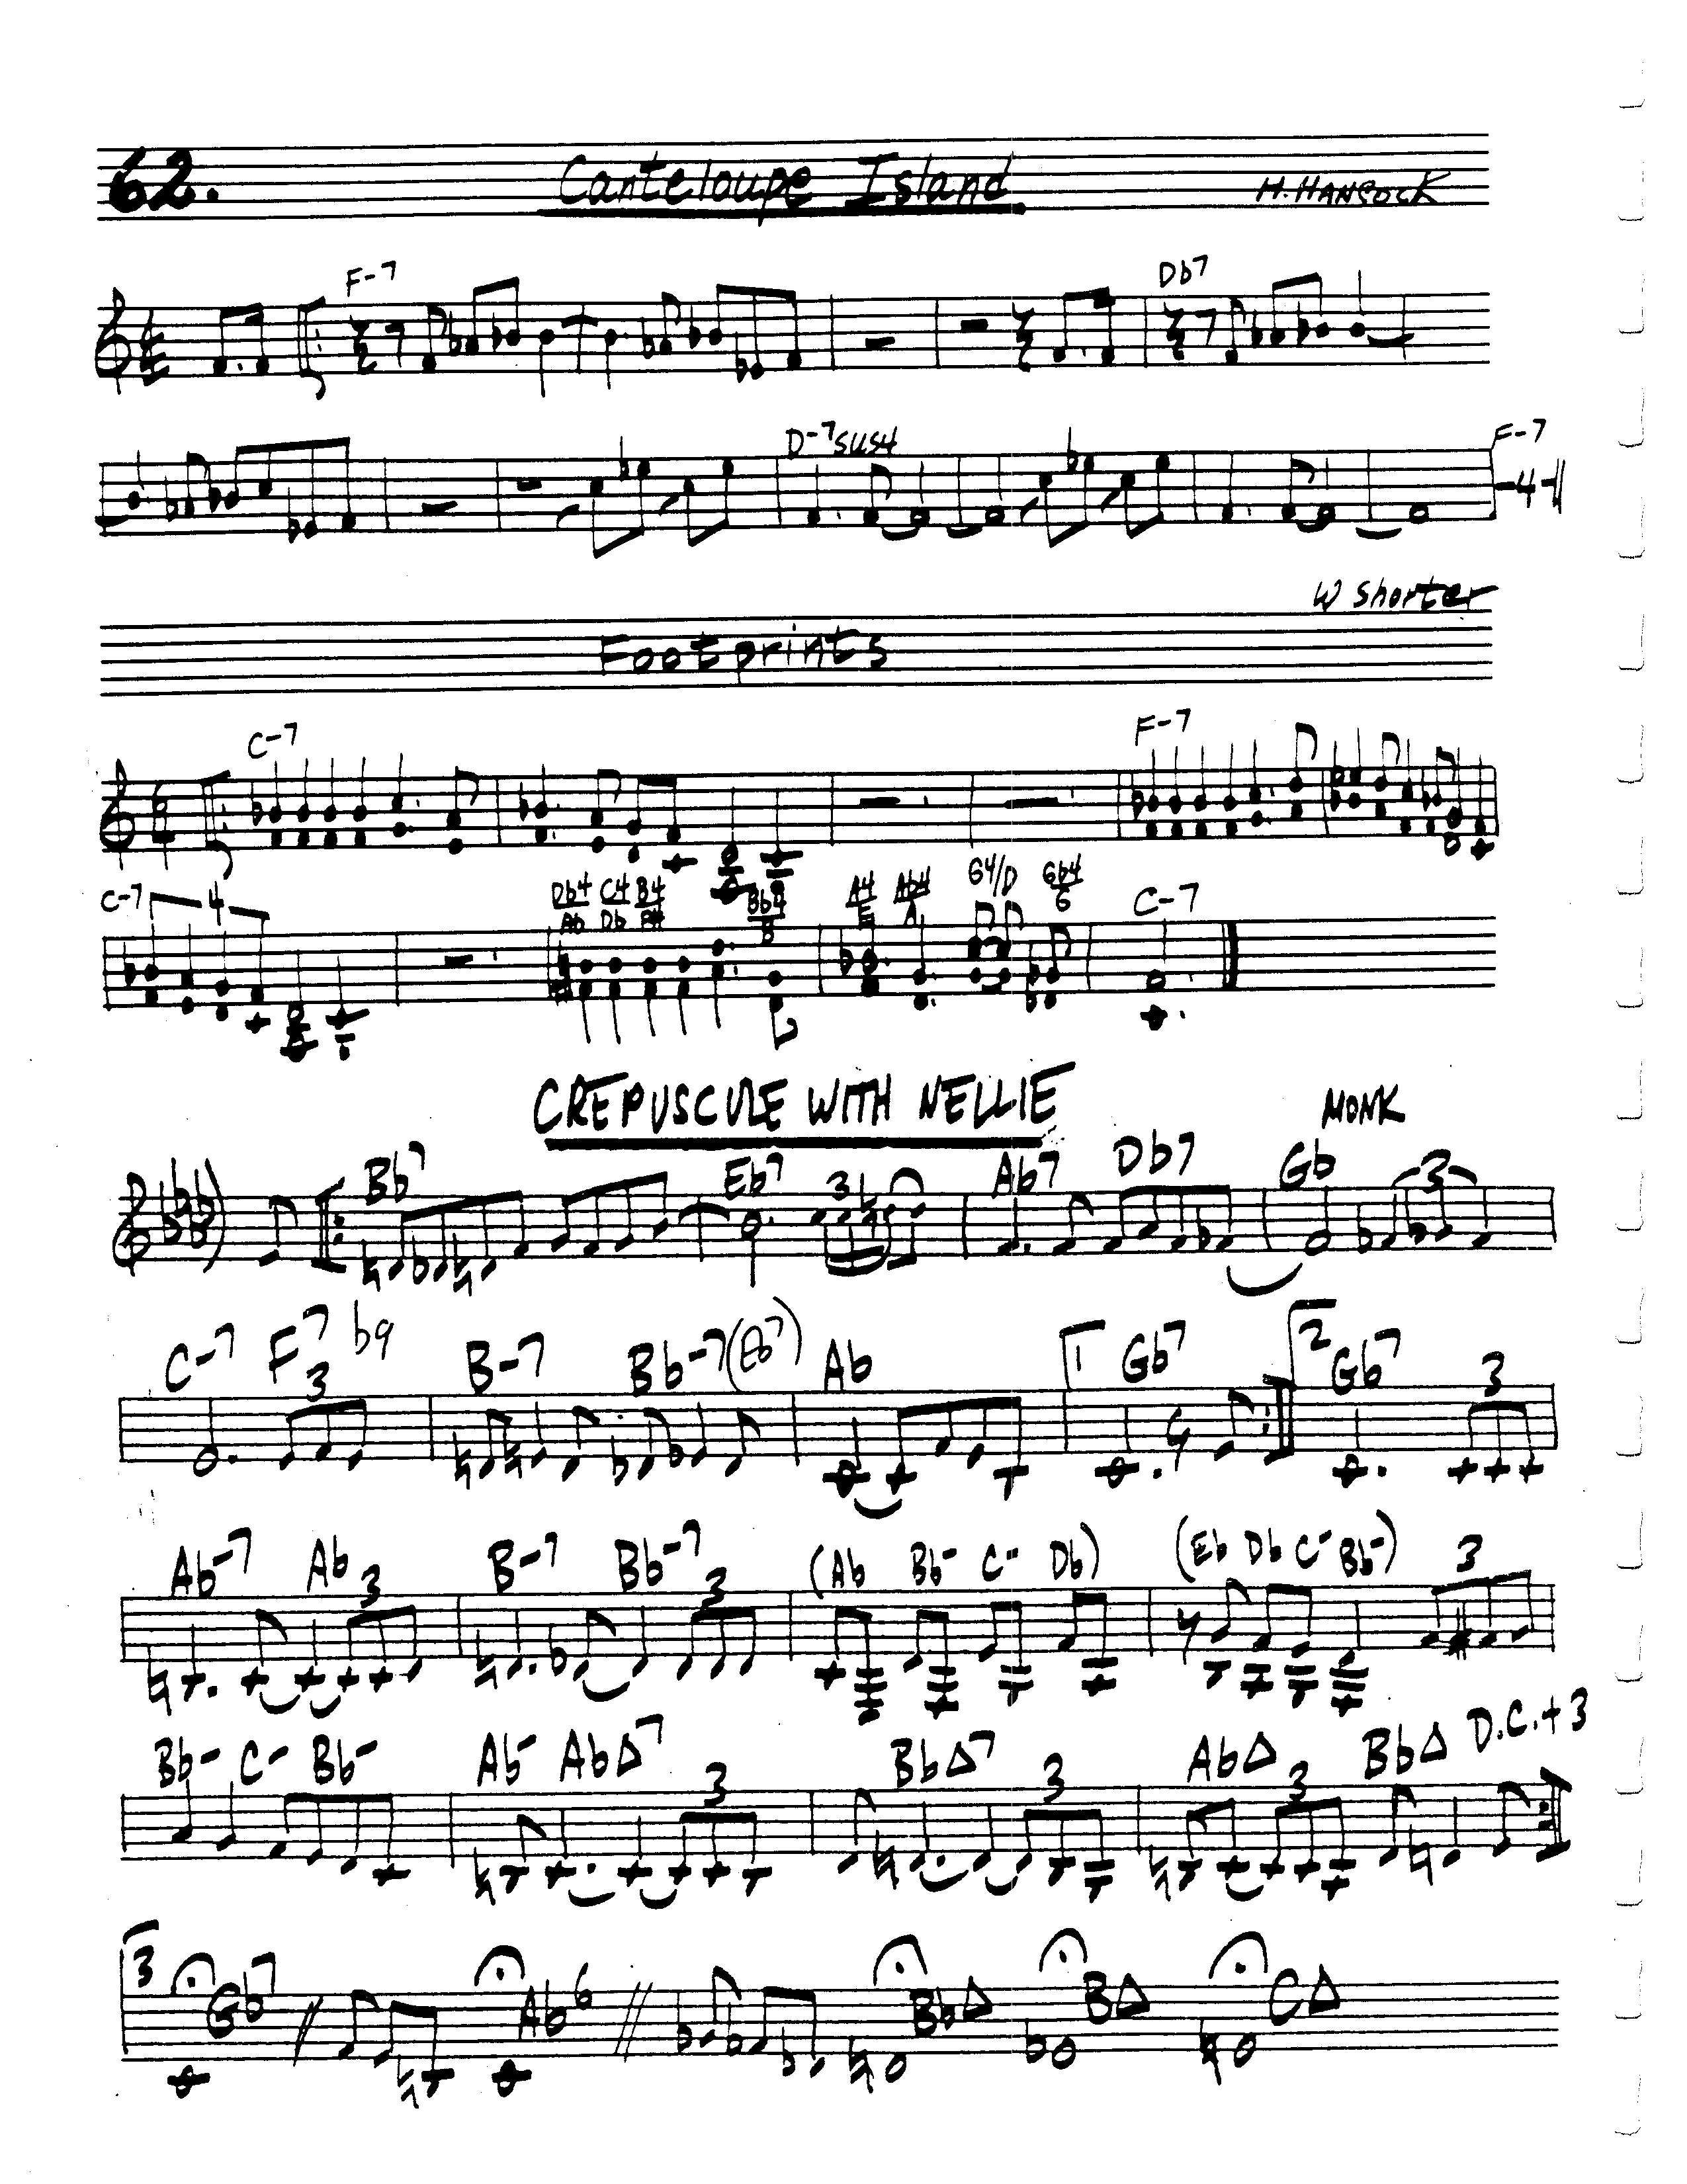 62. Canteloupe Island H. HANCOCK
F-7 Db7
D-7sus4 F-7
4
W Shorter
Footprints
C-7 F-7
C-7 4 Db4/Ab C4/Db B4/F# Bb4/B A4/E Ab4/A G4/D Gb4/G C-7
CREPUSCULE WITH NELLIE MONK
Bb7 Eb7 3 Ab7 Db7 Gb 3
C-7 F7 b9 3 B-7 Bb-7 (Eb7) Ab 1 Gb7 2 Gb7 3
Ab-7 Ab 3 B-7 Bb-7 3 (Ab Bb- C- Db) (Eb Db C- Bb-) 3
Bb- C- Bb- Ab- AbΔ7 3 BbΔ7 3 AbΔ 3 BbΔ D.C.+3
3 Gb7 // Ab6 // BbΔ BΔ CΔ